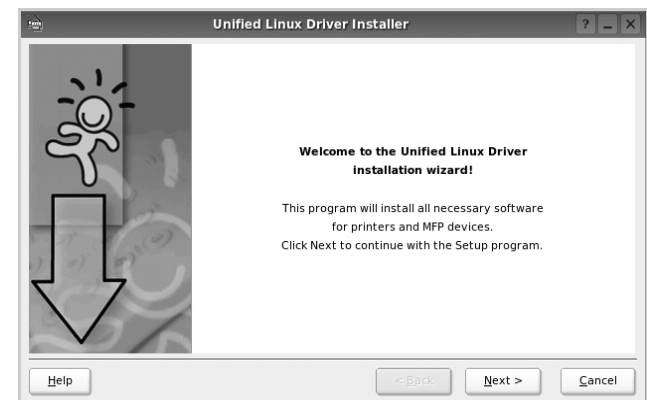 Unified Linux Driver Installer
? _ X
Welcome to the Unified Linux Driver
installation wizard!
This program will install all necessary software
for printers and MFP devices.
Click Next to continue with the Setup program.
Help
< Back
Next >
Cancel